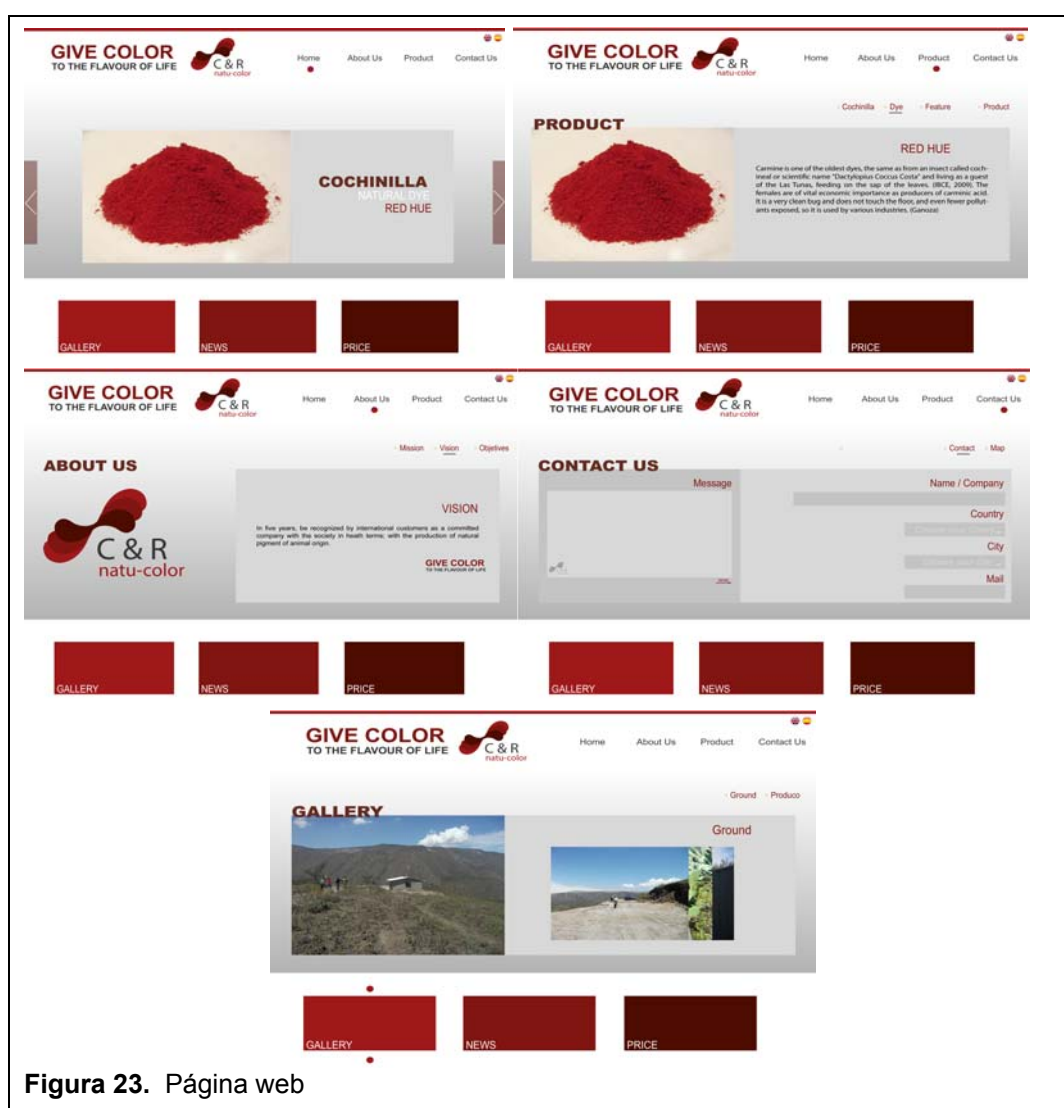 GIVE COLOR
TO THE FLAVOUR OF LIFE
C & R
natu-color
Home About Us Product Contact Us
COCHINILLA
NATURAL DYE
RED HUE
GALLERY NEWS PRICE
GIVE COLOR
TO THE FLAVOUR OF LIFE
C & R
natu-color
Home About Us Product Contact Us
Cochinilla Dye Feature Product
PRODUCT
RED HUE
Carmine is one of the oldest dyes, the same as from an insect called coch-
ineal or scientific name "Dactylopius Coccus Costa" and living as a guest
of the Las Tunas, feeding on the sap of the leaves. (IBCE, 2009). The
females are of vital economic importance as producers of carminic acid.
It is a very clean bug and does not touch the floor, and even fewer pollut-
ants exposed, so it is used by various industries. (Ganoza)
GALLERY NEWS PRICE
GIVE COLOR
TO THE FLAVOUR OF LIFE
C & R
natu-color
Home About Us Product Contact Us
Mission Vision Objetives
ABOUT US
C & R
natu-color
VISION
In five years, be recognized by international customers as a committed
company with the society in heath terms, with the production of natural
pigment of animal origin.
GIVE COLOR
TO THE FLAVOUR OF LIFE
GALLERY NEWS PRICE
GIVE COLOR
TO THE FLAVOUR OF LIFE
C & R
natu-color
Home About Us Product Contact Us
Contact Map
CONTACT US
Message
Name / Company
Country
City
Mail
GALLERY NEWS PRICE
GIVE COLOR
TO THE FLAVOUR OF LIFE
C & R
natu-color
Home About Us Product Contact Us
Ground Produco
GALLERY
Ground
GALLERY NEWS PRICE
Figura 23. Página web